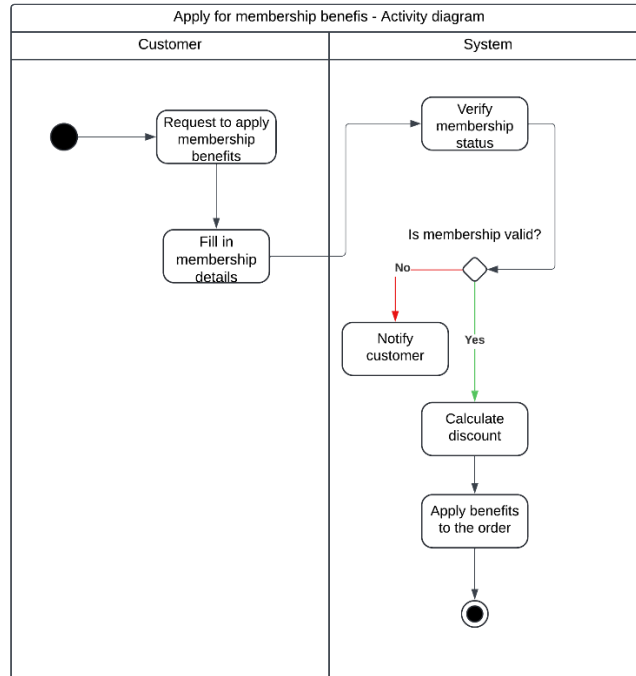 Apply for membership benefis - Activity diagram
Customer
System
Request to apply
membership
benefits
Verify
membership
status
Fill in
membership
details
Is membership valid?
No
Notify
customer
Yes
Calculate
discount
Apply benefits
to the order